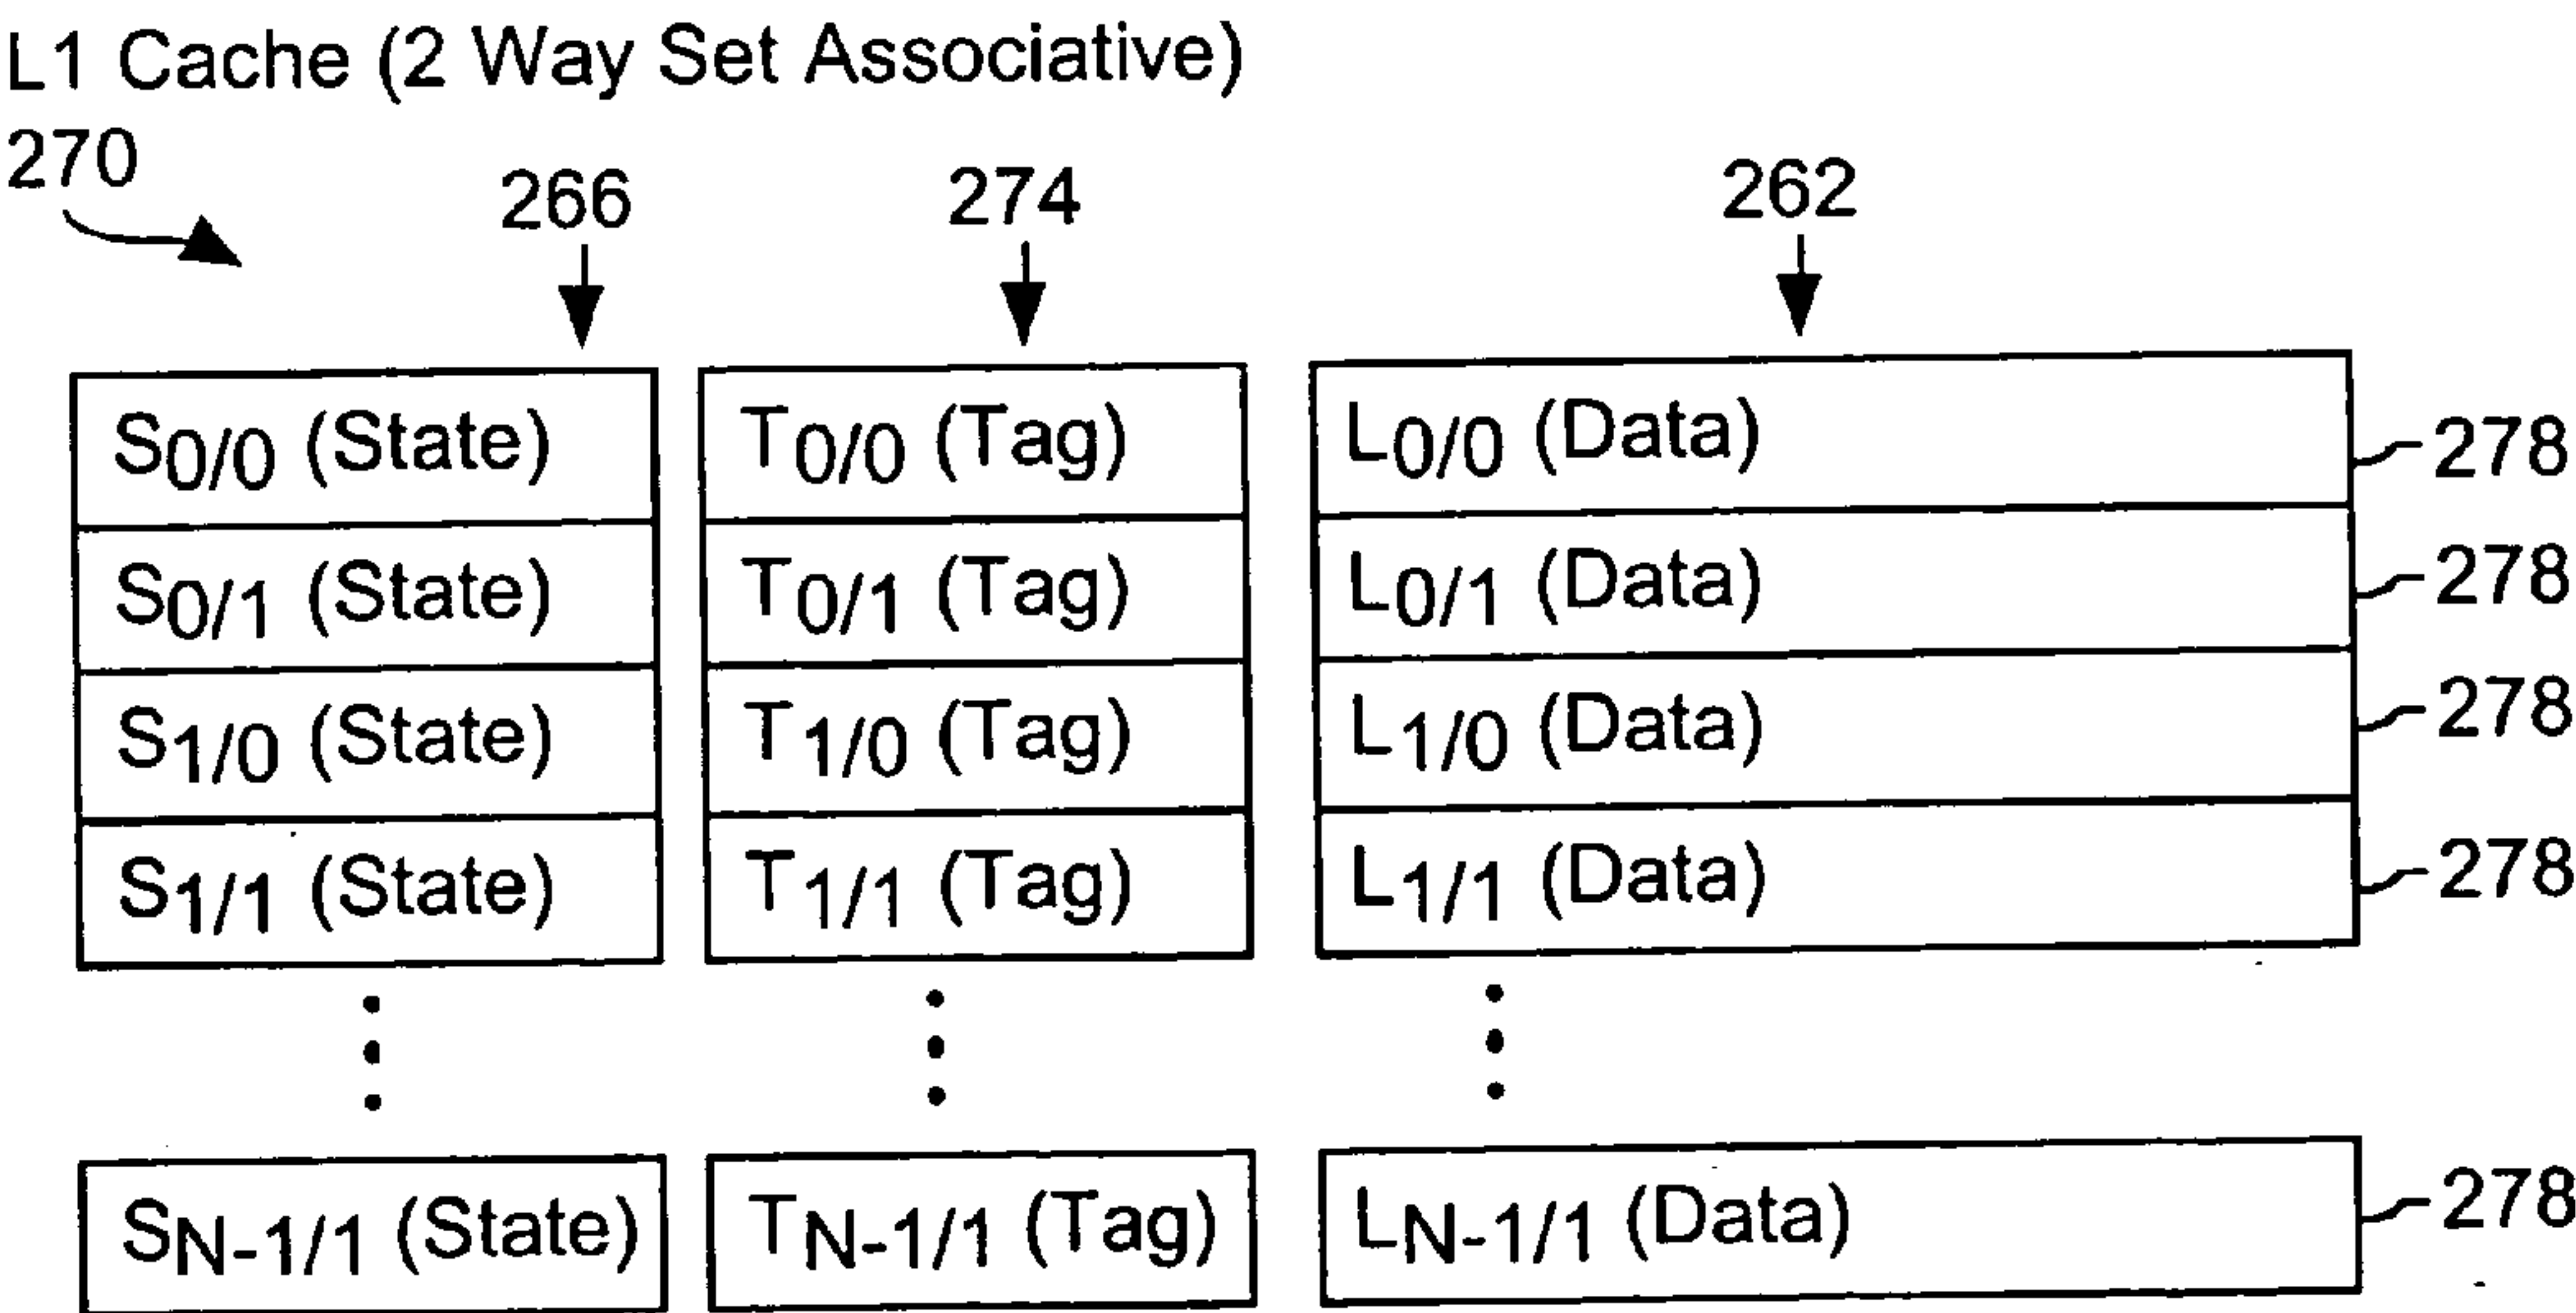 L1 Cache (2 Way Set Associative)
270
266 274 262
S0/0 (State) T0/0 (Tag) L0/0 (Data) 278
S0/1 (State) T0/1 (Tag) L0/1 (Data) 278
S1/0 (State) T1/0 (Tag) L1/0 (Data) 278
S1/1 (State) T1/1 (Tag) L1/1 (Data) 278
SN-1/1 (State) TN-1/1 (Tag) LN-1/1 (Data) 278